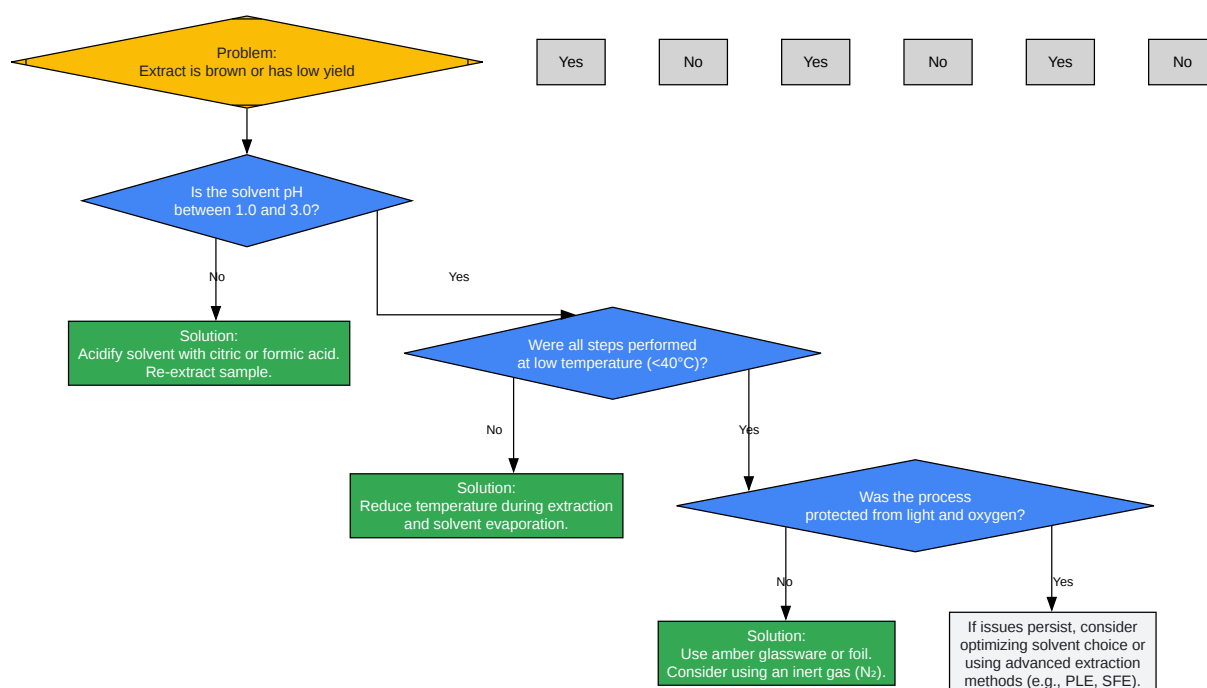 Problem:
Extract is brown or has low yield
Yes
No
Yes
No
Yes
No
Is the solvent pH
between 1.0 and 3.0?
No
Yes
Solution:
Acidify solvent with citric or formic acid.
Re-extract sample.
Were all steps performed
at low temperature (<40°C)?
No
Yes
Solution:
Reduce temperature during extraction
and solvent evaporation.
Was the process
protected from light and oxygen?
No
Yes
Solution:
Use amber glassware or foil.
Consider using an inert gas (N₂).
If issues persist, consider
optimizing solvent choice or
using advanced extraction
methods (e.g., PLE, SFE).